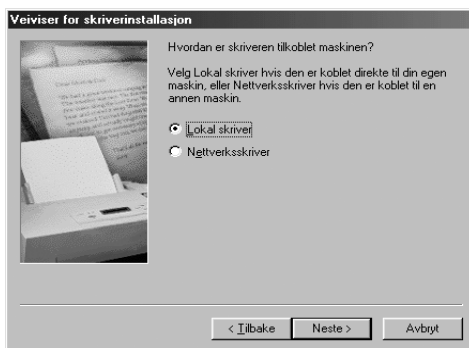 Veiviser for skriverinstallasjon
Hvordan er skriveren tilkoblet maskinen?
Velg Lokal skriver hvis den er koblet direkte til din egen
maskin, eller Nettverksskriver hvis den er koblet til en
annen maskin.
Lokal skriver
Nettverksskriver
< Tilbake
Neste >
Avbryt